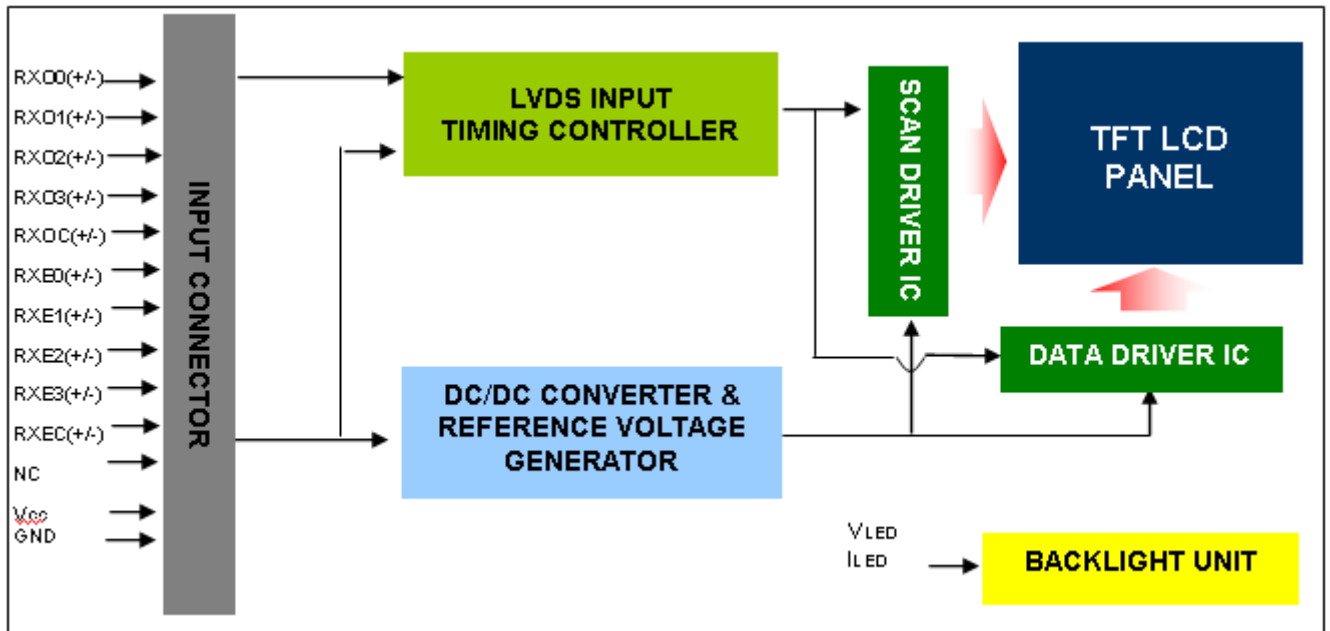 RXO0(+/-)
RXO1(+/-)
RXO2(+/-)
RXO3(+/-)
RXOC(+/-)
RXE0(+/-)
RXE1(+/-)
RXE2(+/-)
RXE3(+/-)
RXEC(+/-)
NC
Vcc
GND
INPUT CONNECTOR
LVDS INPUT
TIMING CONTROLLER
DC/DC CONVERTER &
REFERENCE VOLTAGE
GENERATOR
SCAN DRIVER IC
TFT LCD
PANEL
DATA DRIVER IC
VLED
ILED
BACKLIGHT UNIT